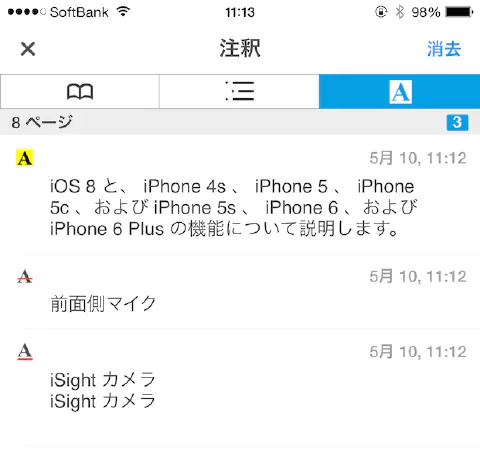 SoftBank 11:13 98%
注釈 消去
A
8 ページ 3
A 5月 10, 11:12
iOS 8 と、 iPhone 4s 、 iPhone 5 、 iPhone
5c 、および iPhone 5s 、 iPhone 6 、および
iPhone 6 Plus の機能について説明します。
A 5月 10, 11:12
前面側マイク
A 5月 10, 11:12
iSight カメラ
iSight カメラ